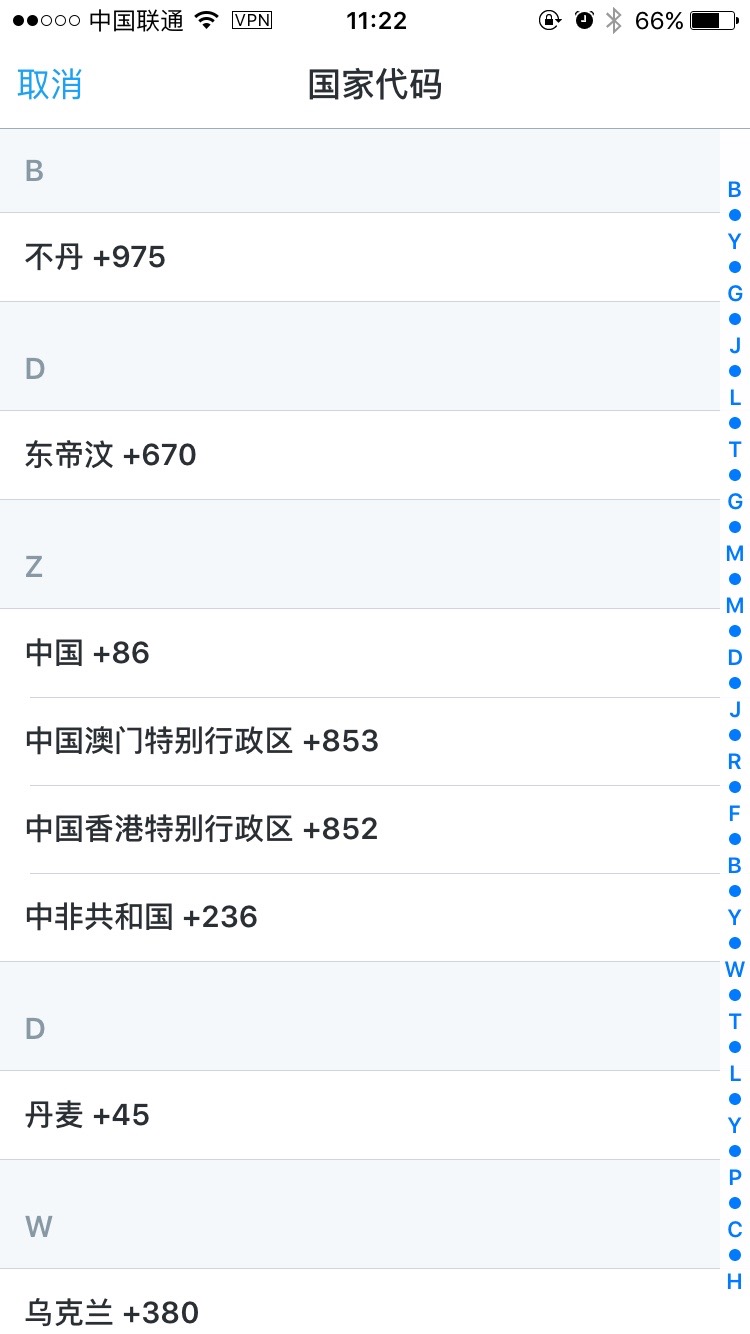 中国联通 VPN 11:22 66%
取消 国家代码
B
不丹 +975
D
东帝汶 +670
Z
中国 +86
中国澳门特别行政区 +853
中国香港特别行政区 +852
中非共和国 +236
D
丹麦 +45
W
乌克兰 +380
B
Y
G
J
L
T
G
M
M
D
J
R
F
B
Y
W
T
L
Y
P
C
H